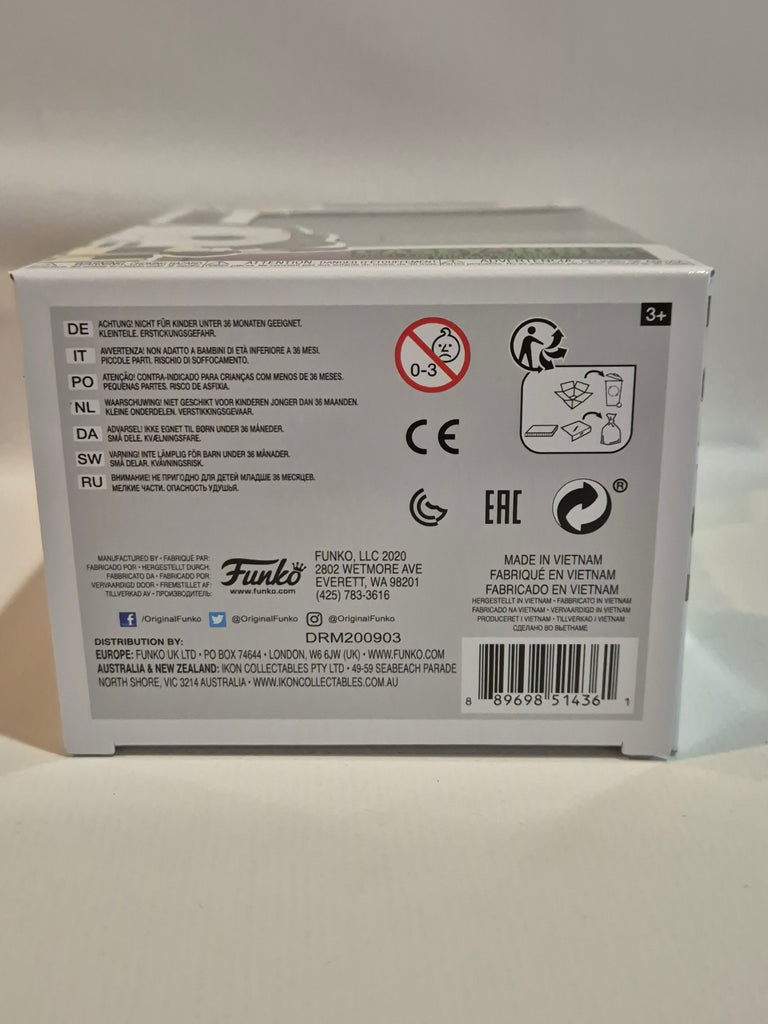 ATTENTION
3+
DE ACHTUNG! NICHT FÜR KINDER UNTER 36 MONATEN GEEIGNET.
KLEINTEILE. ERSTICKUNGSGEFAHR.
IT AVVERTENZA! NON ADATTO A BAMBINI DI ETÀ INFERIORE A 36 MESI.
PICCOLE PARTI. RISCHIO DI SOFFOCAMENTO.
PO ATENÇÃO! CONTRA-INDICADO PARA CRIANÇAS COM MENOS DE 36 MESES.
PEQUENAS PARTES. RISCO DE ASFIXIA.
NL WAARSCHUWING! NIET GESCHIKT VOOR KINDEREN JONGER DAN 36 MAANDEN.
KLEINE ONDERDELEN. VERSTIKKINGSGEVAAR.
DA ADVARSEL! IKKE EGNET TIL BØRN UNDER 36 MÅNEDER.
SMÅ DELE. KVÆLNINGSFARE.
SW VARNING! INTE LÄMPLIG FÖR BARN UNDER 36 MÅNADER.
SMÅ DELAR. KVÄVNINGSRISK.
RU ВНИМАНИЕ! НЕ ПРИГОДНО ДЛЯ ДЕТЕЙ МЛАДШЕ 36 МЕСЯЦЕВ.
МЕЛКИЕ ЧАСТИ. ОПАСНОСТЬ УДУШЬЯ.
0-3
CE
EAC
®
MANUFACTURED BY • FABRIQUÉ PAR:
FABRICADO POR • HERGESTELLT DURCH:
FABBRICATO DA • FABRICADO POR:
VERVAARDIGD DOOR • FREMSTILLET AF:
TILLVERKAD AV • ПРОИЗВОДИТЕЛЬ:
Funko
www.funko.com
FUNKO, LLC 2020
2802 WETMORE AVE
EVERETT, WA 98201
(425) 783-3616
MADE IN VIETNAM
FABRIQUÉ EN VIETNAM
FABRICADO EN VIETNAM
HERGESTELLT IN VIETNAM • FABBRICATO IN VIETNAM
FABRICADO NA VIETNAM • VERVAARDIGD IN VIETNAM
PRODUCERET I VIETNAM • TILLVERKAD I VIETNAM
СДЕЛАНО ВО ВЬЕТНАМЕ
/OriginalFunko @OriginalFunko @OriginalFunko
DRM200903
DISTRIBUTION BY:
EUROPE: FUNKO UK LTD • PO BOX 74644 • LONDON, W6 6JW (UK) • WWW.FUNKO.COM
AUSTRALIA & NEW ZEALAND: IKON COLLECTABLES PTY LTD • 49-59 SEABEACH PARADE
NORTH SHORE, VIC 3214 AUSTRALIA • WWW.IKONCOLLECTABLES.COM.AU
8 89698 51436 1